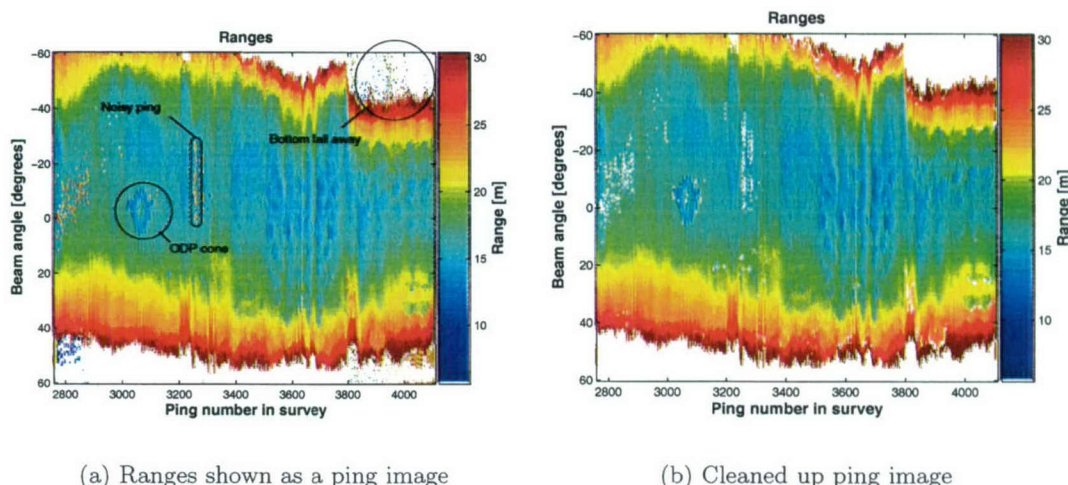 Ranges
-60
-40
-20
0
20
40
60
Beam angle [degrees]
Noisy ping
Bottom fall away
ODP cone
2800 3000 3200 3400 3600 3800 4000
Ping number in survey
30
25
20
15
10
Range [m]
(a) Ranges shown as a ping image
Ranges
-60
-40
-20
0
20
40
60
Beam angle [degrees]
2800 3000 3200 3400 3600 3800 4000
Ping number in survey
30
25
20
15
10
Range [m]
(b) Cleaned up ping image